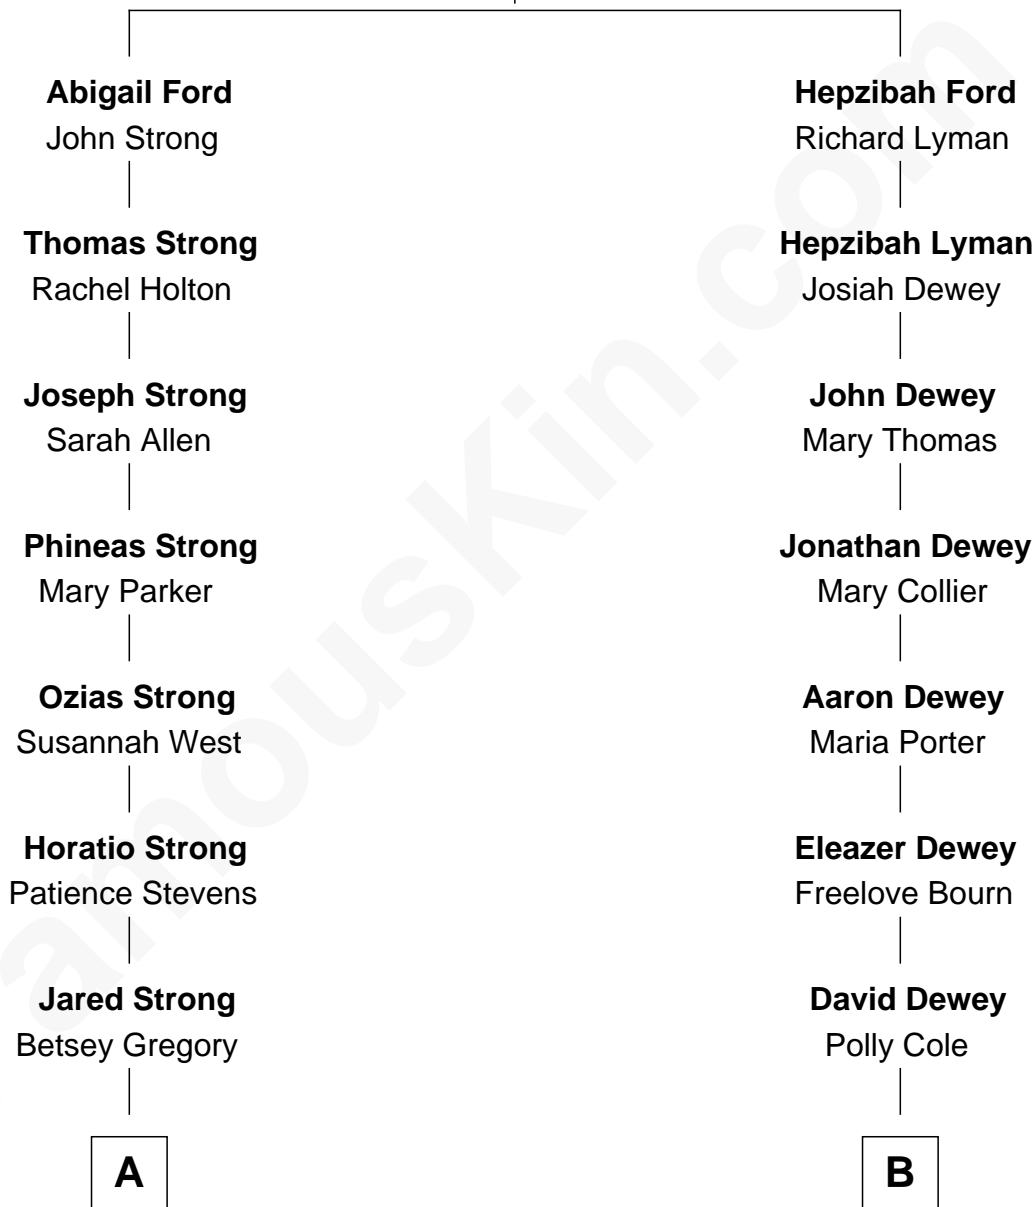 Abigail Ford
John Strong
Hepzibah Ford
Richard Lyman
Thomas Strong
Rachel Holton
Hepzibah Lyman
Josiah Dewey
Joseph Strong
Sarah Allen
John Dewey
Mary Thomas
Phineas Strong
Mary Parker
Jonathan Dewey
Mary Collier
Ozias Strong
Susannah West
Aaron Dewey
Maria Porter
Horatio Strong
Patience Stevens
Eleazer Dewey
Freelove Bourn
Jared Strong
Betsey Gregory
David Dewey
Polly Cole
A
B
amouskin.com